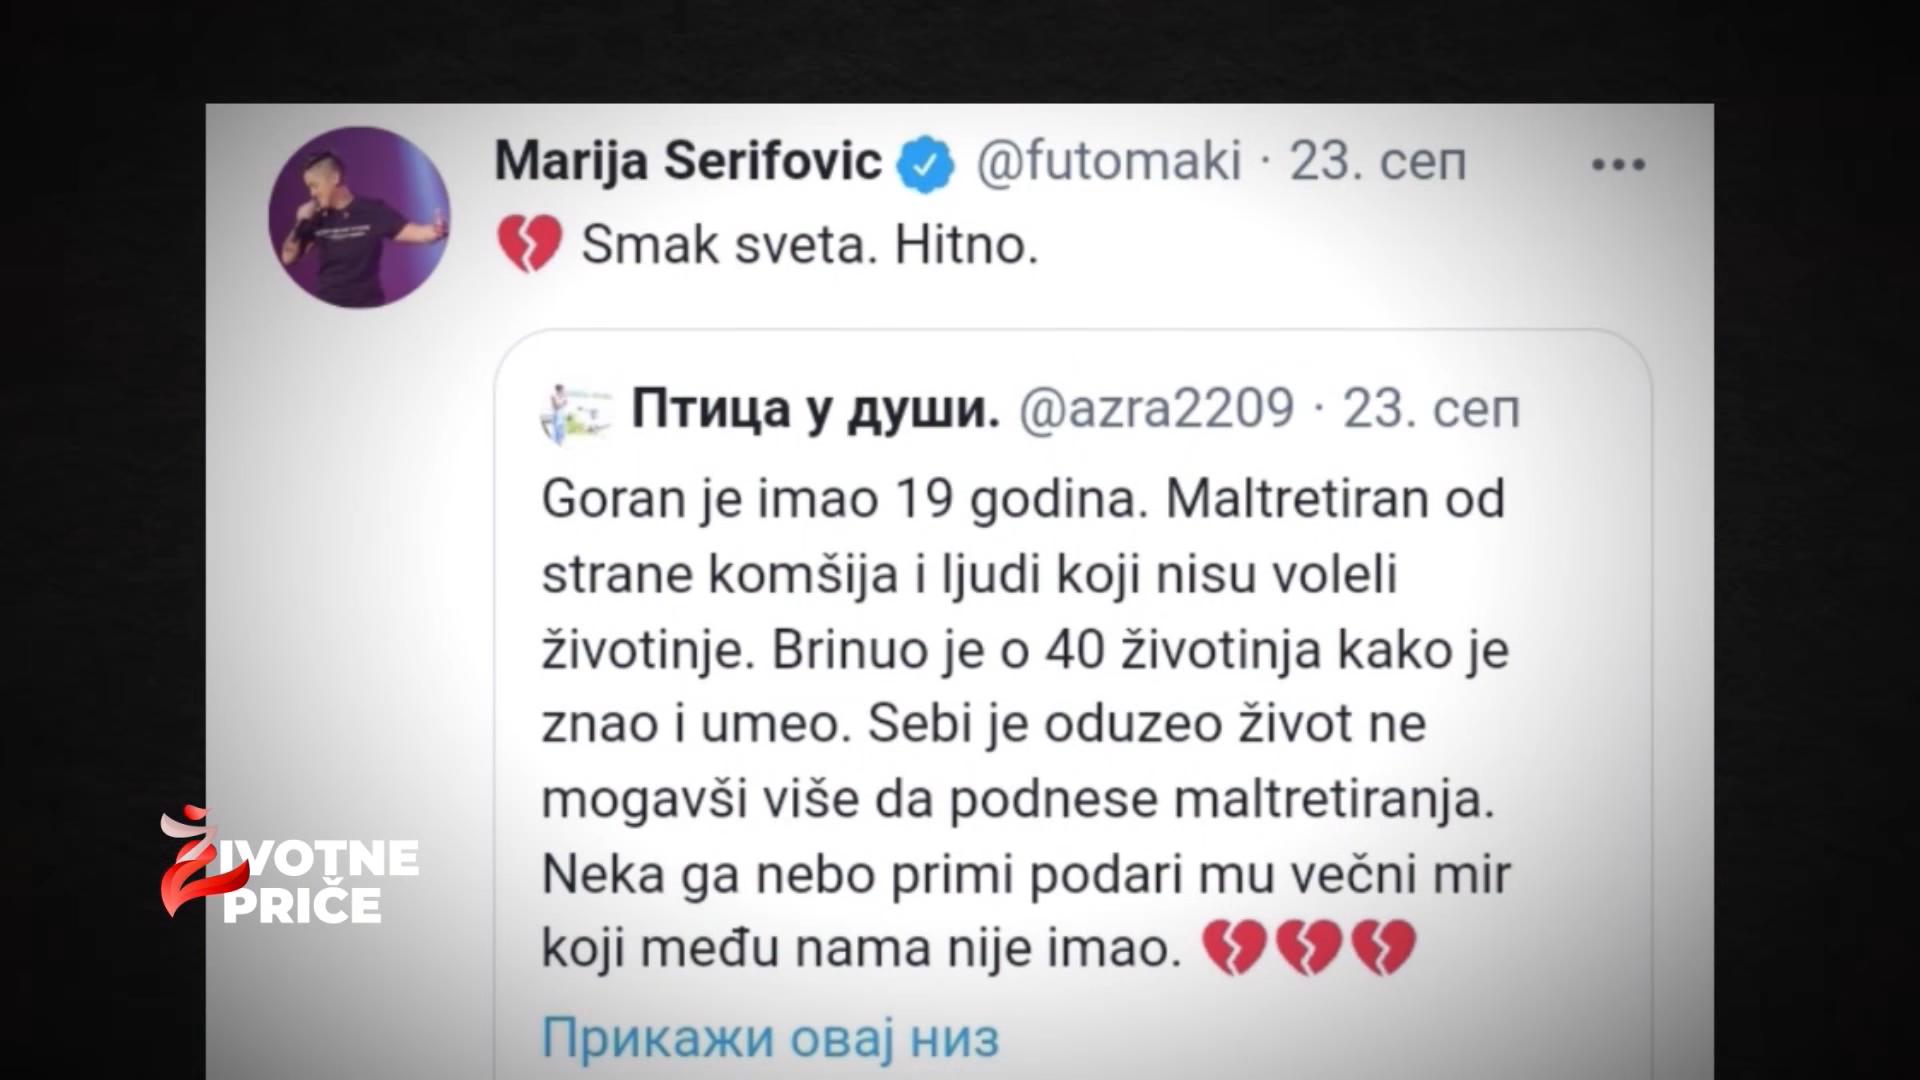 Marija Serifovic @futomaki · 23. сеп
💔 Smak sveta. Hitno.
Птица у души. @azra2209 · 23. сеп
Goran je imao 19 godina. Maltretiran od
strane komšija i ljudi koji nisu voleli
životinje. Brinuo je o 40 životinja kako je
znao i umeo. Sebi je oduzeo život ne
mogavši više da podnese maltretiranja.
Neka ga nebo primi podari mu večni mir
koji među nama nije imao. 💔💔💔
Прикажи овај низ
ŽIVOTNE
PRIČE